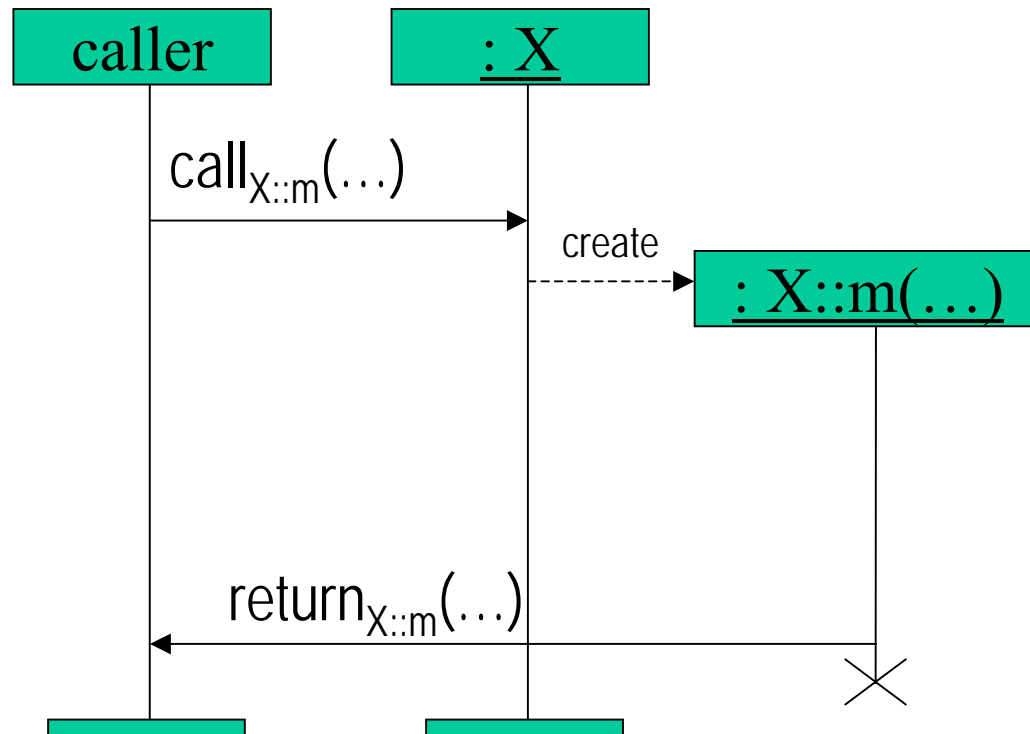 caller
: X
callX::m(…)
create
: X::m(…)
returnX::m(…)